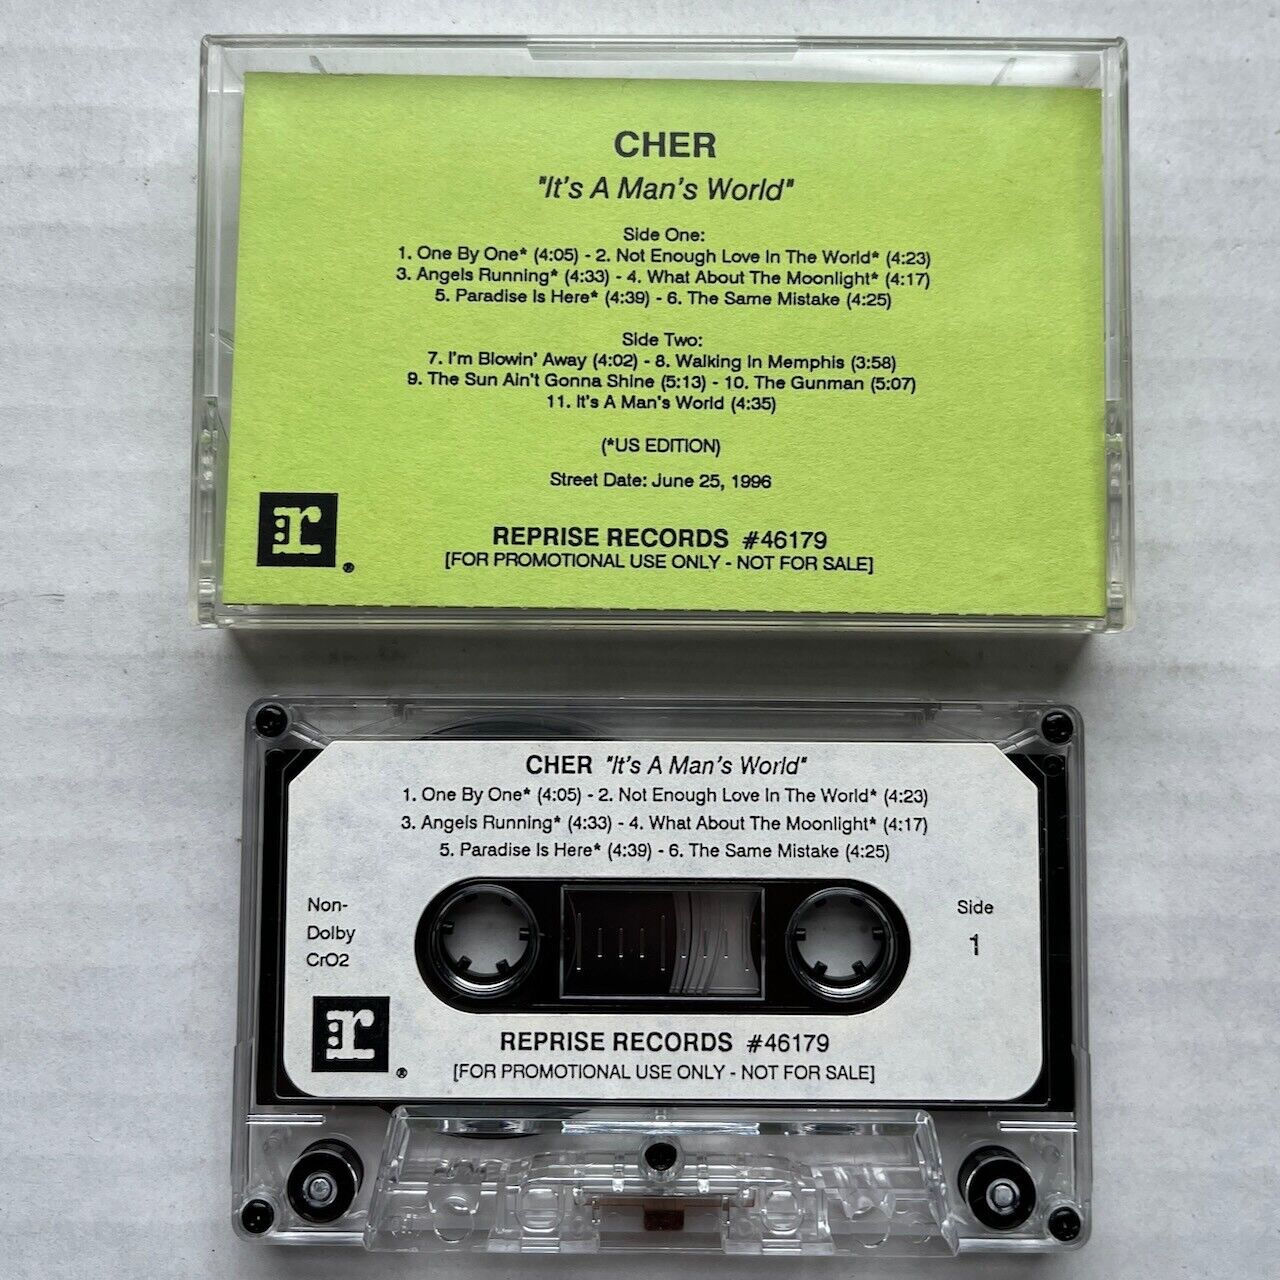 CHER
"It's A Man's World"
Side One:
1. One By One* (4:05) - 2. Not Enough Love In The World* (4:23)
3. Angels Running* (4:33) - 4. What About The Moonlight* (4:17)
5. Paradise Is Here* (4:39) - 6. The Same Mistake (4:25)
Side Two:
7. I'm Blowin' Away (4:02) - 8. Walking In Memphis (3:58)
9. The Sun Ain't Gonna Shine (5:13) - 10. The Gunman (5:07)
11. It's A Man's World (4:35)
(*US EDITION)
Street Date: June 25, 1996
:r ®
REPRISE RECORDS #46179
[FOR PROMOTIONAL USE ONLY - NOT FOR SALE]
CHER "It's A Man's World"
1. One By One* (4:05) - 2. Not Enough Love In The World* (4:23)
3. Angels Running* (4:33) - 4. What About The Moonlight* (4:17)
5. Paradise Is Here* (4:39) - 6. The Same Mistake (4:25)
Non-
Dolby
CrO2
Side
1
:r ®
REPRISE RECORDS #46179
[FOR PROMOTIONAL USE ONLY - NOT FOR SALE]